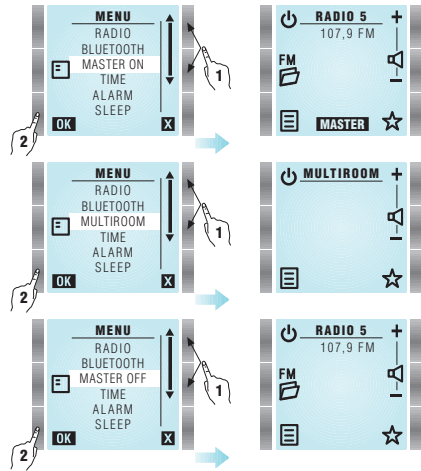 MENU
RADIO
BLUETOOTH
MASTER ON
TIME
ALARM
SLEEP
OK
X
1
2
RADIO 5
107,9 FM
+
FM
−
MASTER
MENU
RADIO
BLUETOOTH
MULTIROOM
TIME
ALARM
SLEEP
OK
X
1
2
MULTIROOM
+
−
MENU
RADIO
BLUETOOTH
MASTER OFF
TIME
ALARM
SLEEP
OK
X
1
2
RADIO 5
107,9 FM
+
FM
−